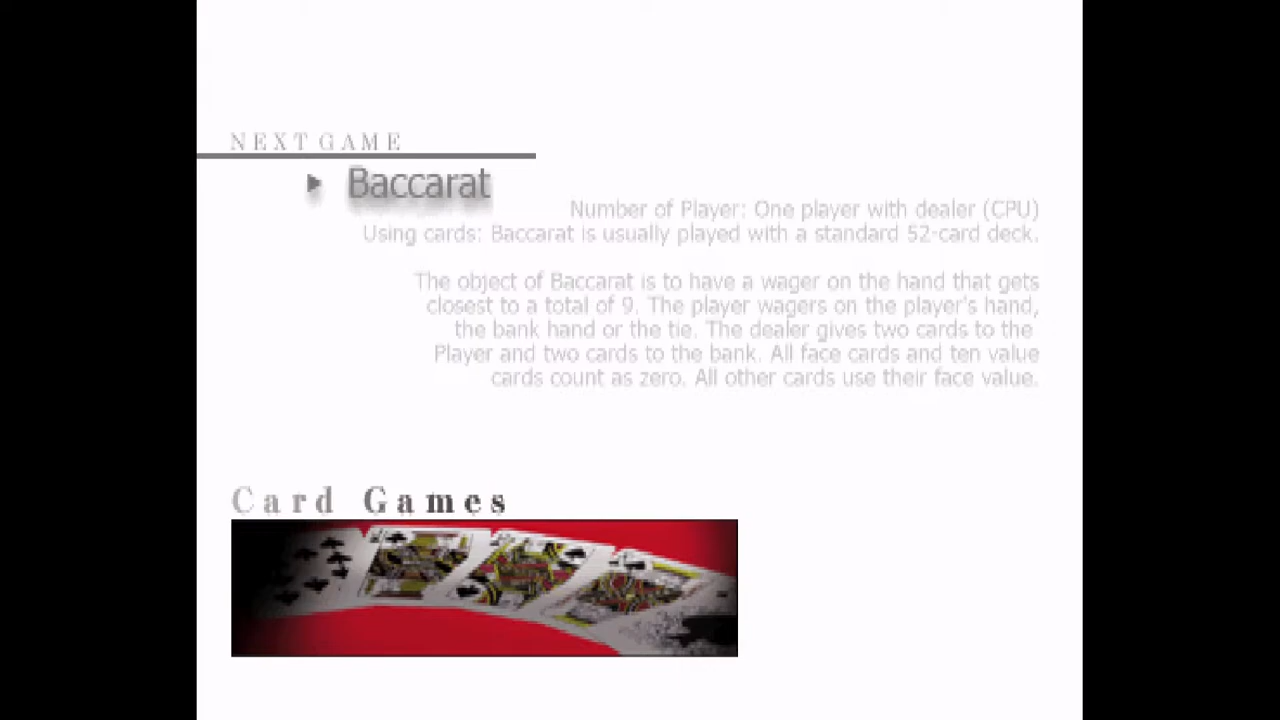 NEXT GAME
Baccarat
Number of Player: One player with dealer (CPU)
Using cards: Baccarat is usually played with a standard 52-card deck.
The object of Baccarat is to have a wager on the hand that gets
closest to a total of 9. The player wagers on the player's hand,
the bank hand or the tie. The dealer gives two cards to the
Player and two cards to the bank. All face cards and ten value
cards count as zero. All other cards use their face value.
Card Games